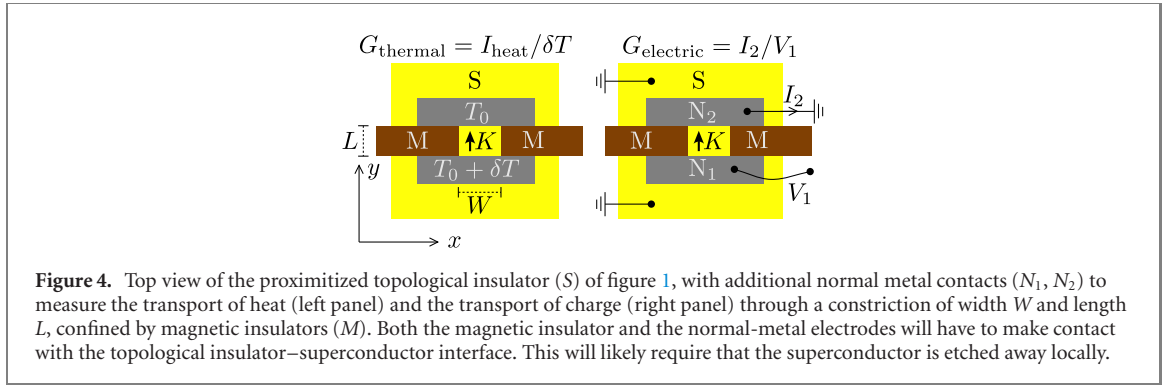 G_thermal = I_heat/δT
G_electric = I_2/V_1
S
S
T_0
N_2
I_2
L
M
K
M
M
K
M
y
T_0 + δT
N_1
W
V_1
x
Figure 4. Top view of the proximitized topological insulator (S) of figure 1, with additional normal metal contacts (N_1, N_2) to
measure the transport of heat (left panel) and the transport of charge (right panel) through a constriction of width W and length
L, confined by magnetic insulators (M). Both the magnetic insulator and the normal-metal electrodes will have to make contact
with the topological insulator–superconductor interface. This will likely require that the superconductor is etched away locally.